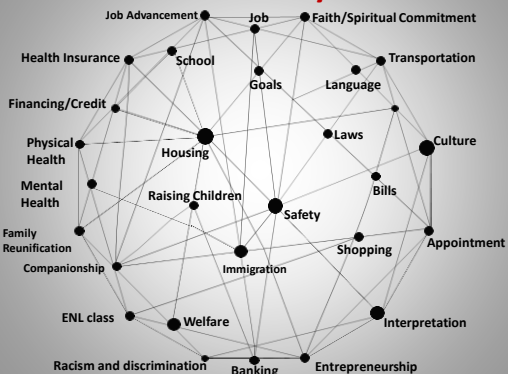 Job Advancement
Job
Faith/Spiritual Commitment
Health Insurance
School
Transportation
Goals
Language
Financing/Credit
Laws
Culture
Physical
Health
Housing
Mental
Health
Raising Children
Bills
Safety
Family
Reunification
Appointment
Shopping
Companionship
Immigration
ENL class
Welfare
Interpretation
Racism and discrimination
Banking
Entrepreneurship